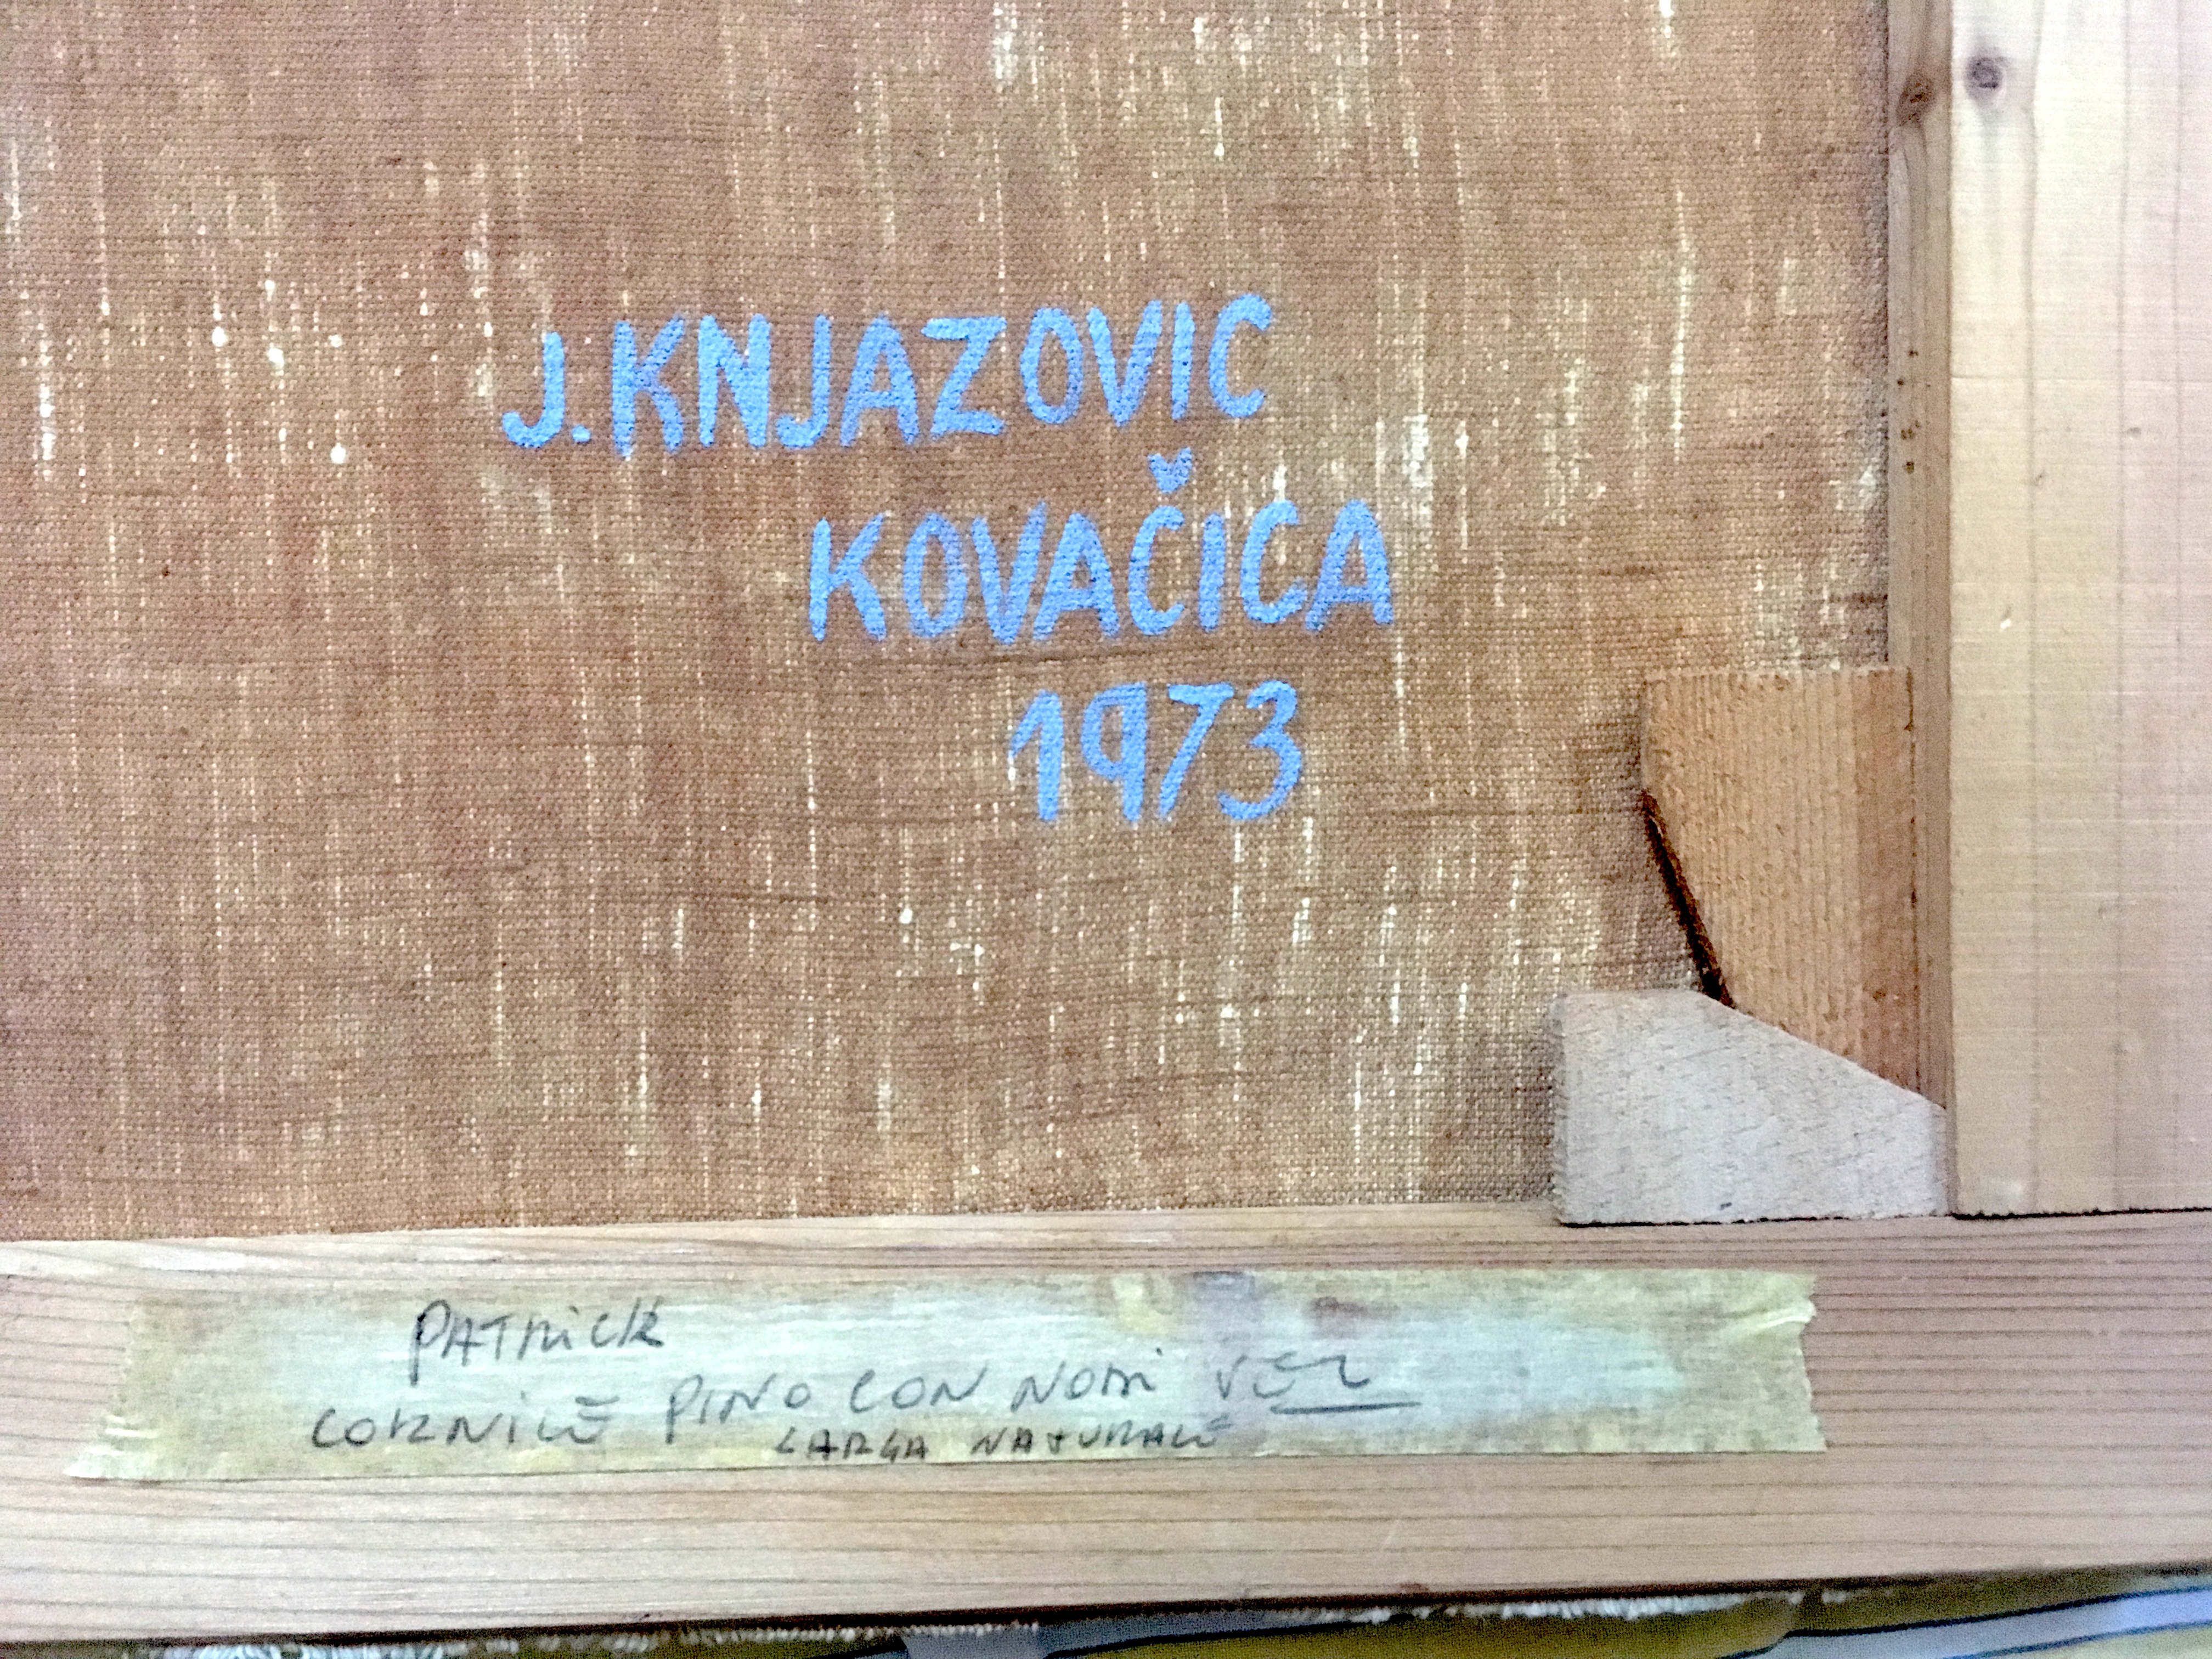 J.KNJAZOVIC
KOVAČICA
1973
PATRICK
CORNICE PINO CON NODI
LARGA NATURALE